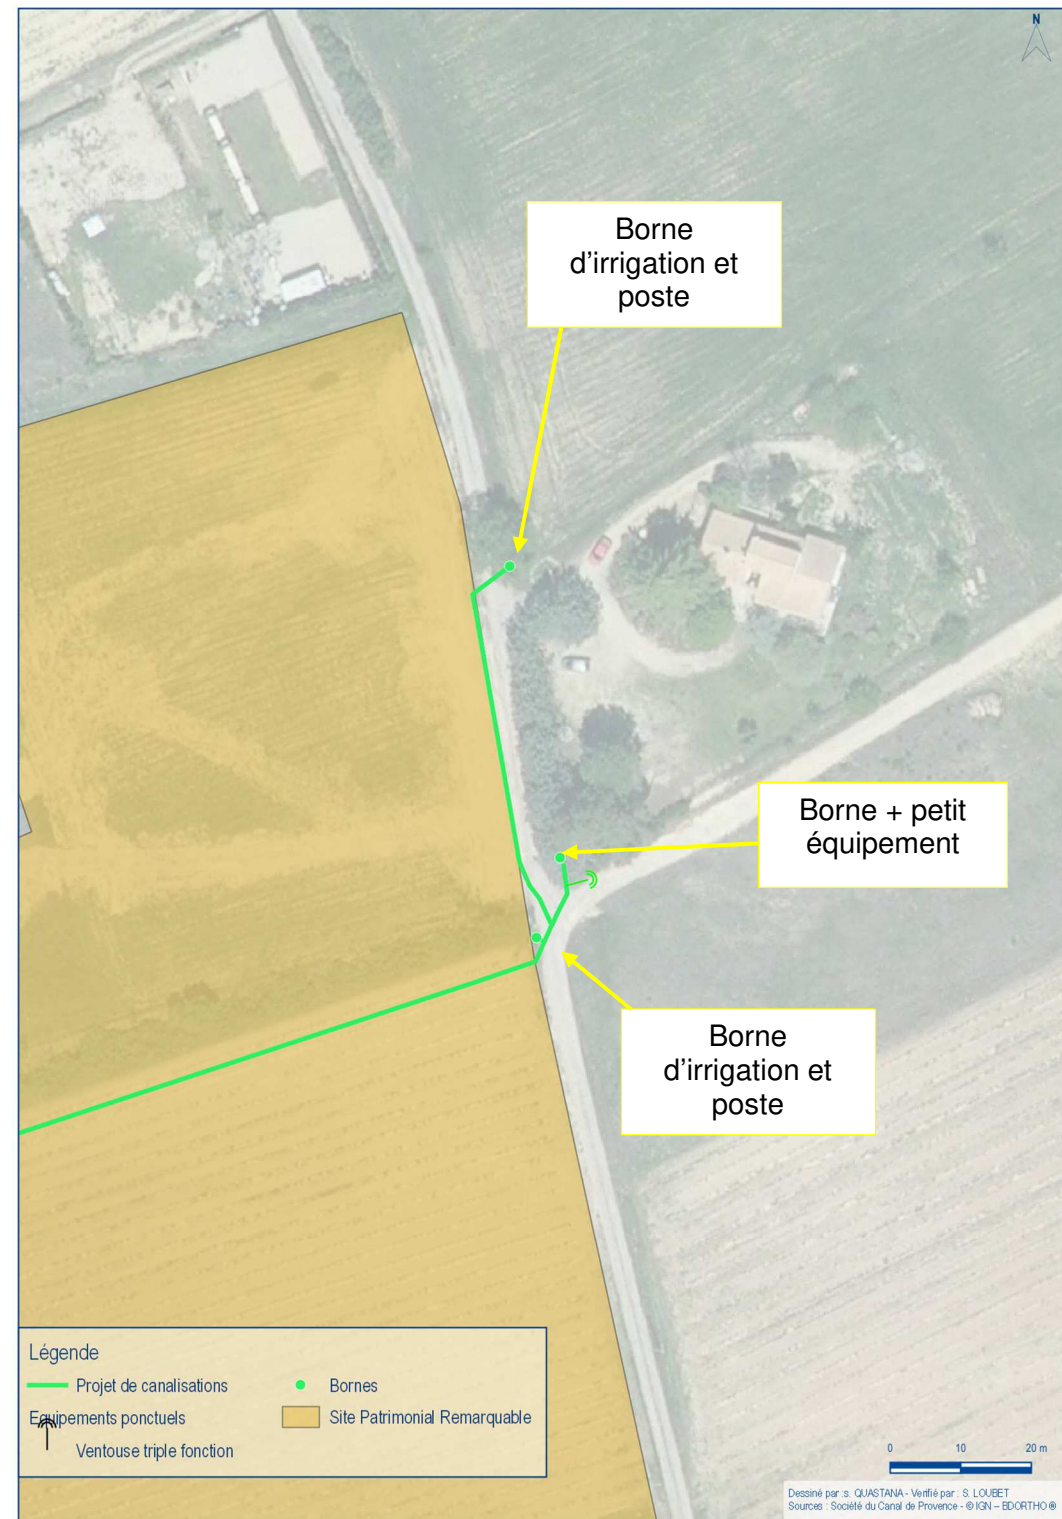 N
Borne
d'irrigation et
poste
Borne + petit
équipement
Borne
d'irrigation et
poste
Légende
Projet de canalisations
Bornes
Equipements ponctuels
Site Patrimonial Remarquable
Ventouse triple fonction
0 10 20 m
Dessiné par :s. QUASTANA - Verifié par : S. LOUBET
Sources : Société du Canal de Provence - © IGN – BDORTHO ®